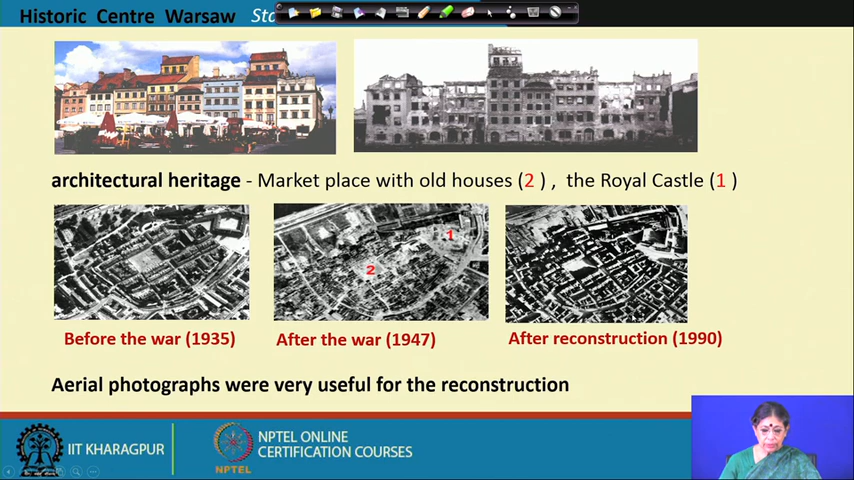 Historic Centre Warsaw
architectural heritage - Market place with old houses (2 ) , the Royal Castle (1 )
1
2
Before the war (1935)
After the war (1947)
After reconstruction (1990)
Aerial photographs were very useful for the reconstruction
IIT KHARAGPUR
NPTEL
NPTEL ONLINE
CERTIFICATION COURSES